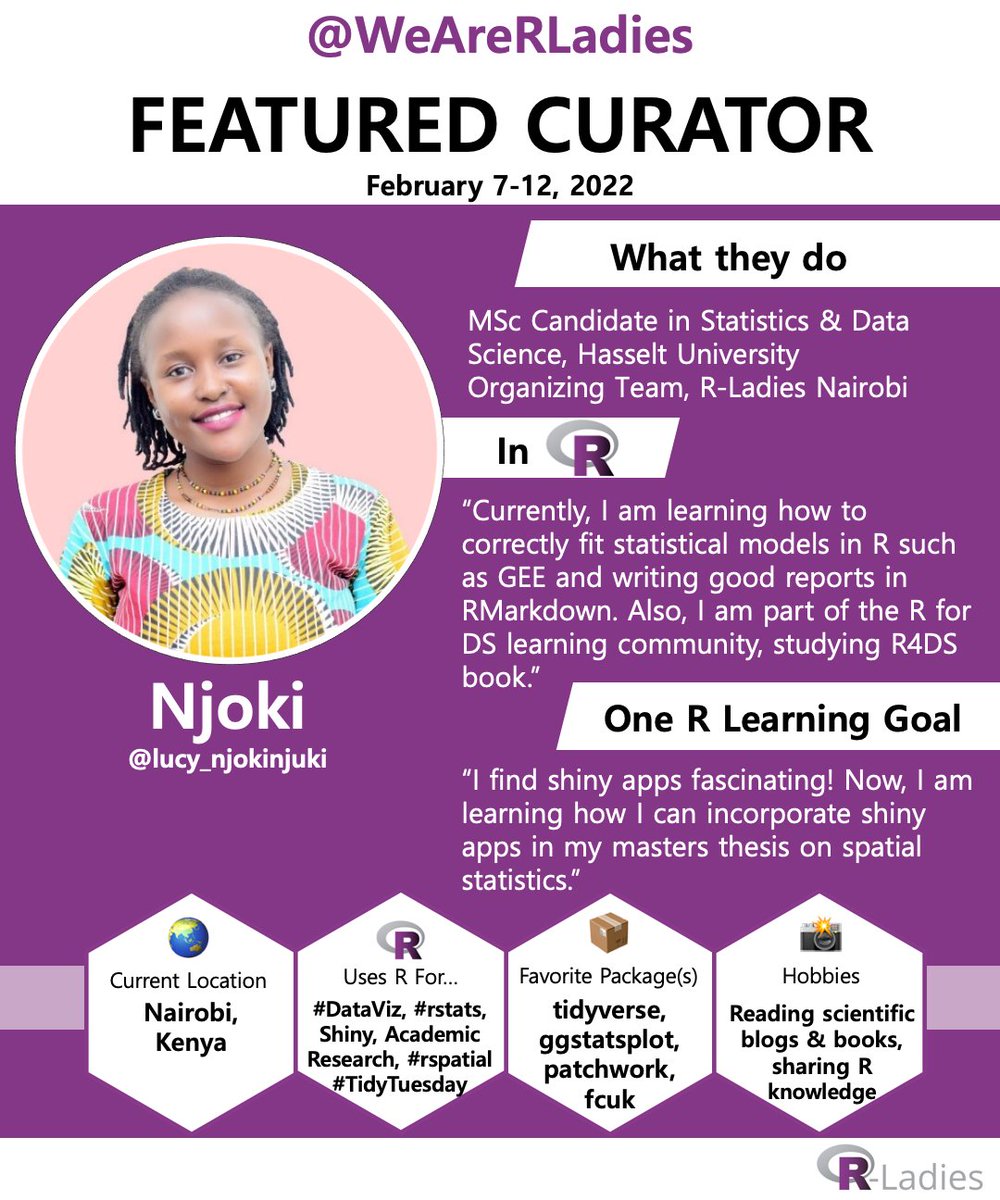 @WeAreRLadies
FEATURED CURATOR
February 7-12, 2022
What they do
MSc Candidate in Statistics & Data
Science, Hasselt University
Organizing Team, R-Ladies Nairobi
In R
“Currently, I am learning how to
correctly fit statistical models in R such
as GEE and writing good reports in
RMarkdown. Also, I am part of the R for
DS learning community, studying R4DS
book.”
Njoki
@lucy_njokinjuki
One R Learning Goal
“I find shiny apps fascinating! Now, I am
learning how I can incorporate shiny
apps in my masters thesis on spatial
statistics.”
Current Location
Nairobi,
Kenya
R
Uses R For...
#DataViz, #rstats,
Shiny, Academic
Research, #rspatial
#TidyTuesday
Favorite Package(s)
tidyverse,
ggstatsplot,
patchwork,
fcuk
Hobbies
Reading scientific
blogs & books,
sharing R
knowledge
R-Ladies